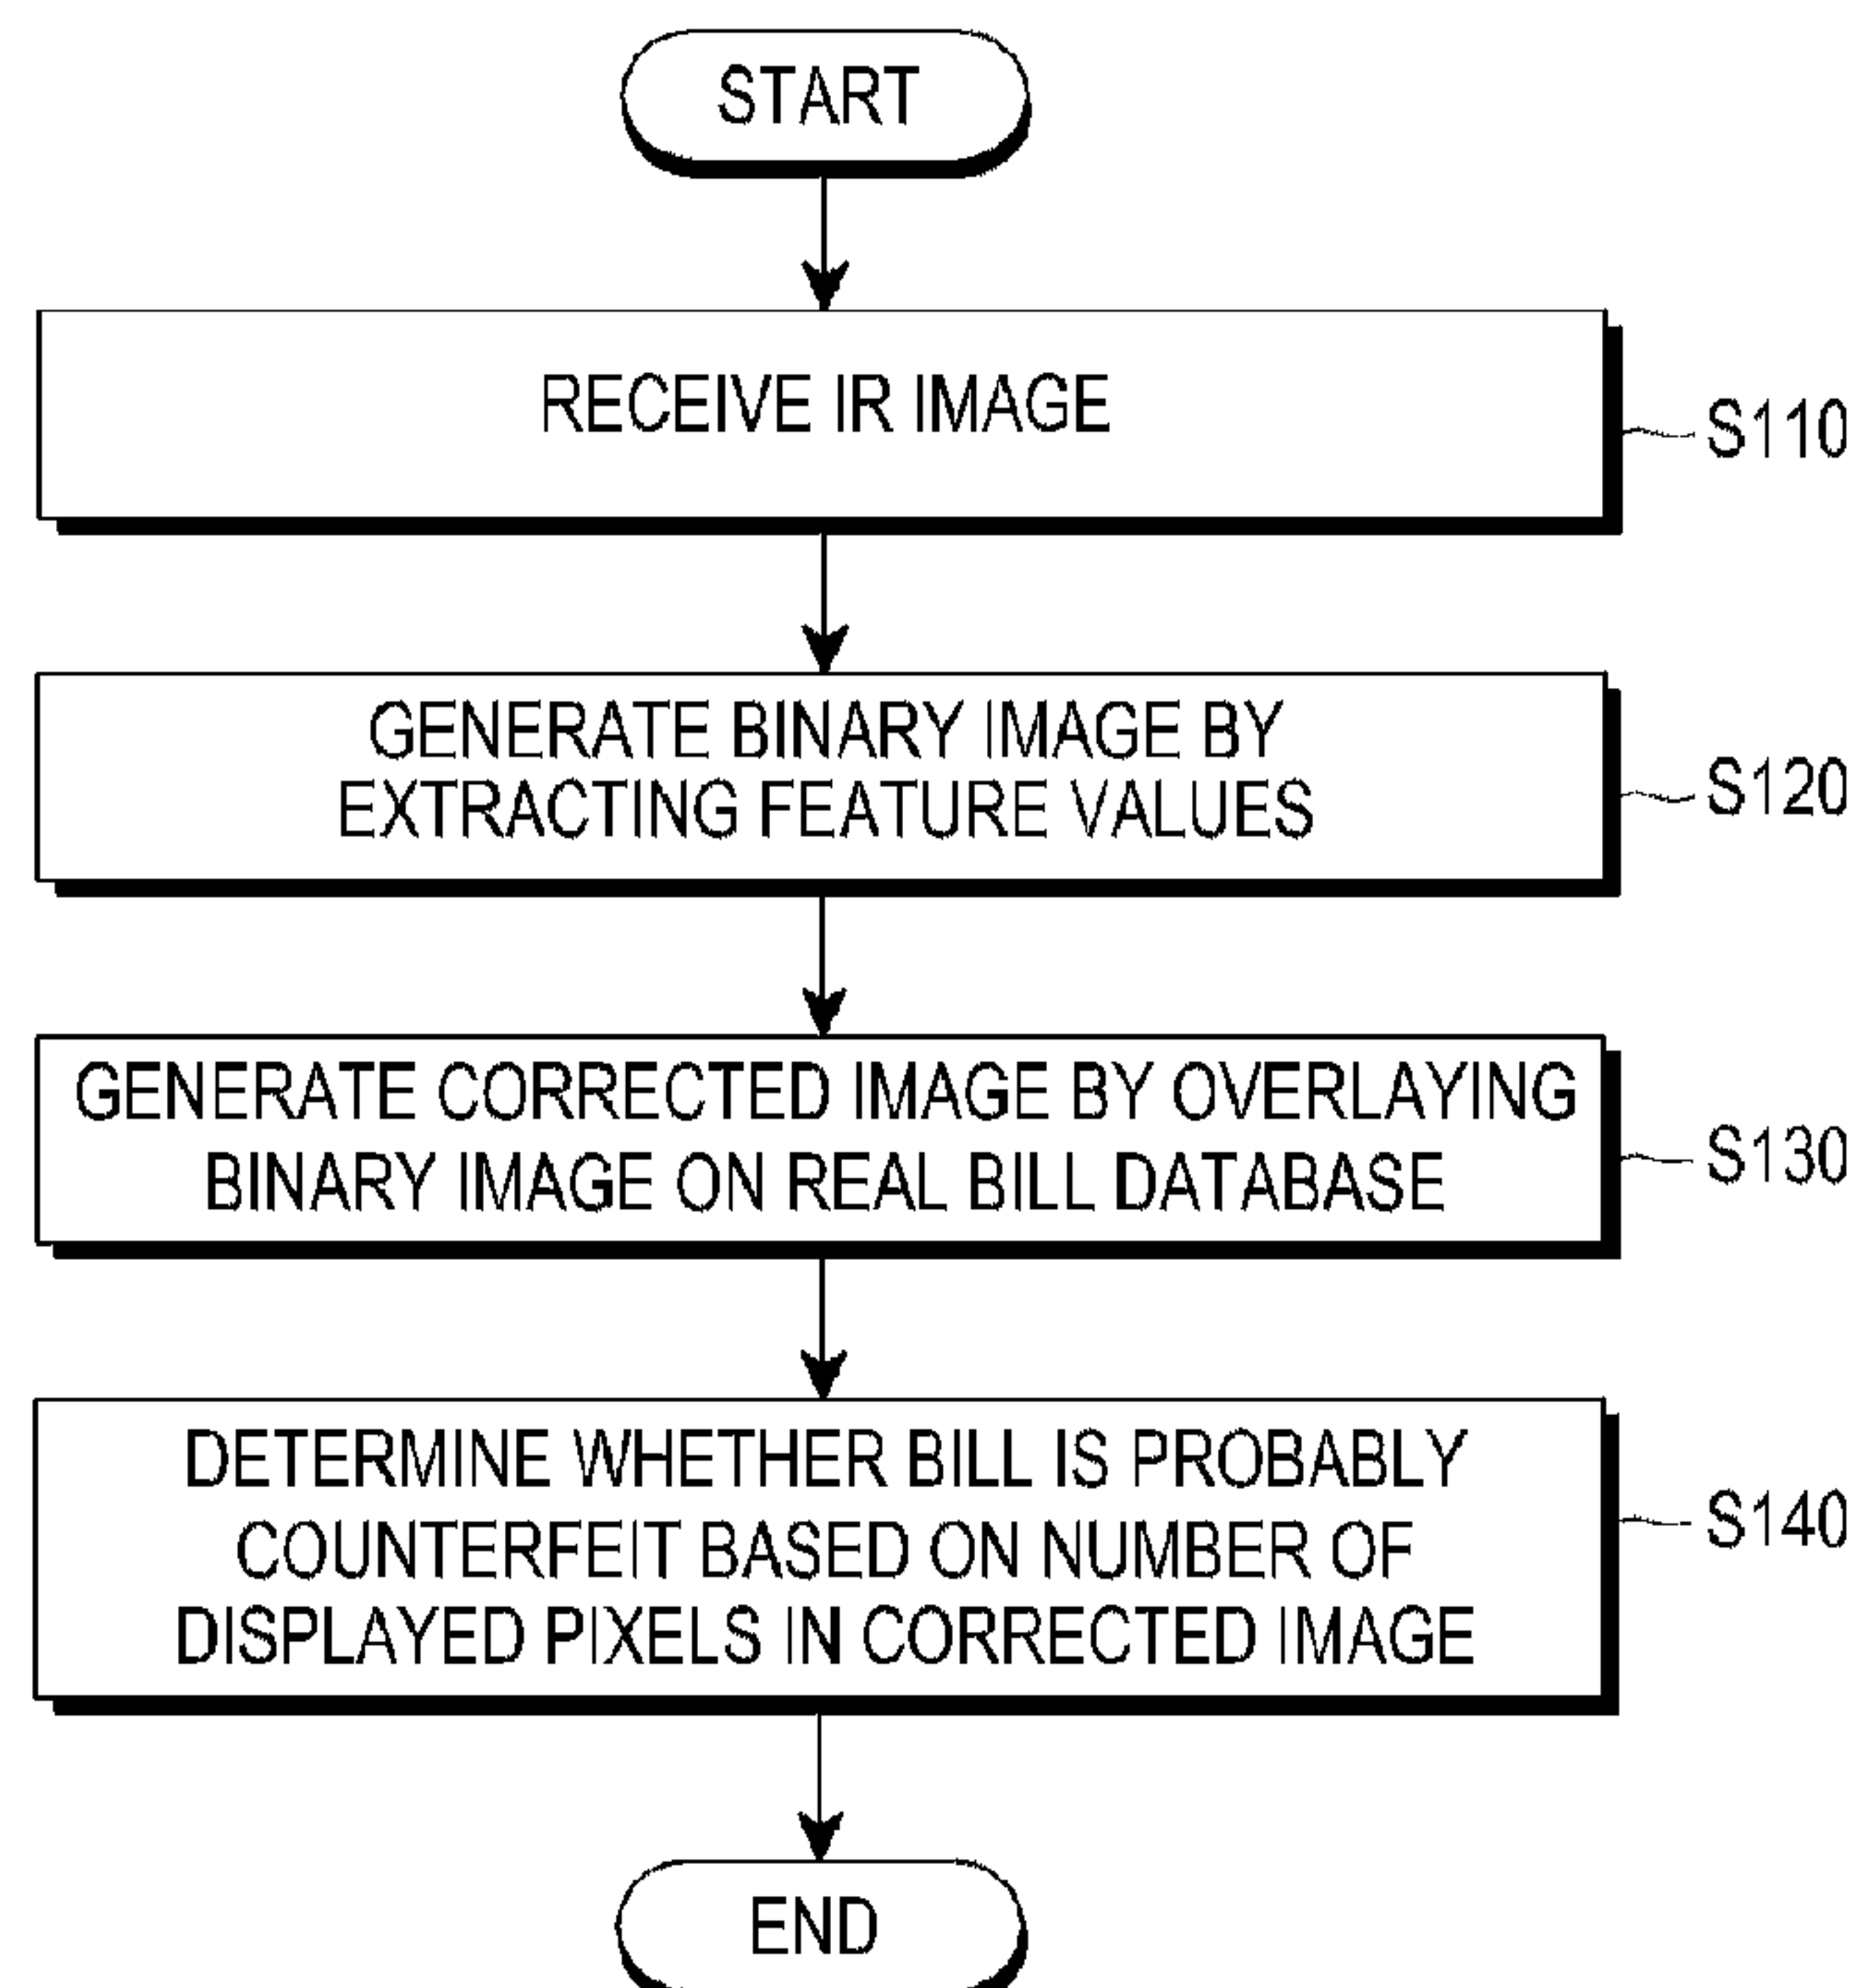 START
RECEIVE IR IMAGE
S110
GENERATE BINARY IMAGE BY
EXTRACTING FEATURE VALUES
S120
GENERATE CORRECTED IMAGE BY OVERLAYING
BINARY IMAGE ON REAL BILL DATABASE
S130
DETERMINE WHETHER BILL IS PROBABLY
COUNTERFEIT BASED ON NUMBER OF
DISPLAYED PIXELS IN CORRECTED IMAGE
S140
END